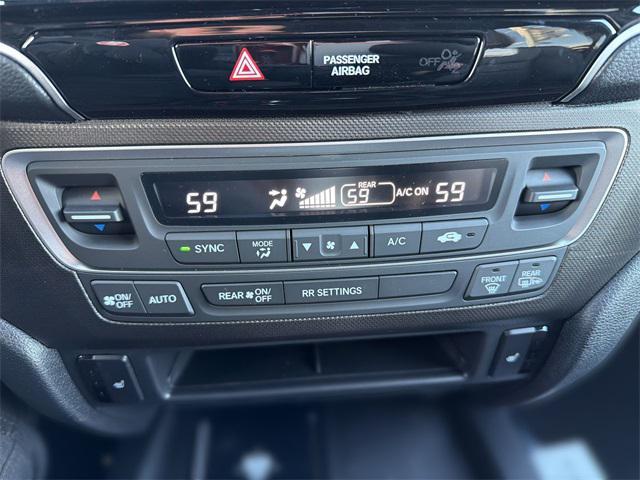 PASSENGER
AIRBAG
OFF
59 REAR 59 A/C ON 59
SYNC MODE A/C
ON/OFF AUTO REAR ON/OFF RR SETTINGS FRONT REAR